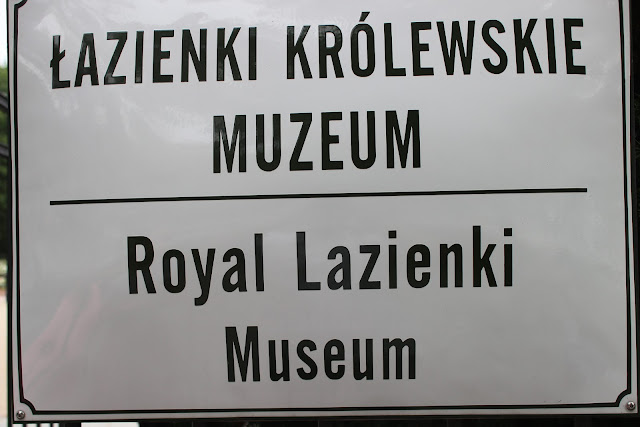 ŁAZIENKI KRÓLEWSKIE
MUZEUM
Royal Lazienki
Museum